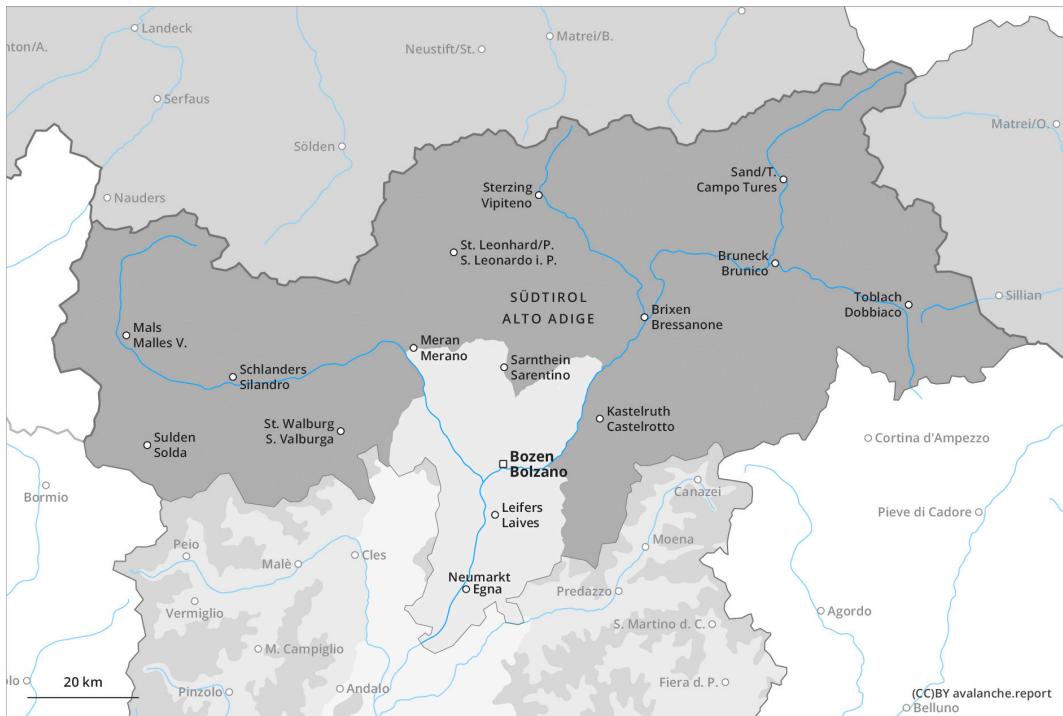 Landeck
nton/A.
Neustift/St.
Matrei/B.
Serfaus
Matrei/O.
Sölden
Nauders
Sand/T.
Campo Tures
Sterzing
Vipiteno
St. Leonhard/P.
S. Leonardo i. P.
Bruneck
Brunico
SÜDTIROL
ALTO ADIGE
Toblach
Dobbiaco
Sillian
Brixen
Bressanone
Mals
Malles V.
Meran
Merano
Sarnthein
Sarentino
Schlanders
Silandro
St. Walburg
S. Valburga
Kastelruth
Castelrotto
Sulden
Solda
Cortina d'Ampezzo
Bozen
Bolzano
Bormio
Canazei
Leifers
Laives
Pieve di Cadore
Moena
Peio
Malè
Cles
Neumarkt
Egna
Predazzo
Vermiglio
Agordo
S. Martino d. C.
M. Campiglio
olo
20 km
Pinzolo
Andalo
Fiera d. P.
(CC)BY avalanche.report
Belluno